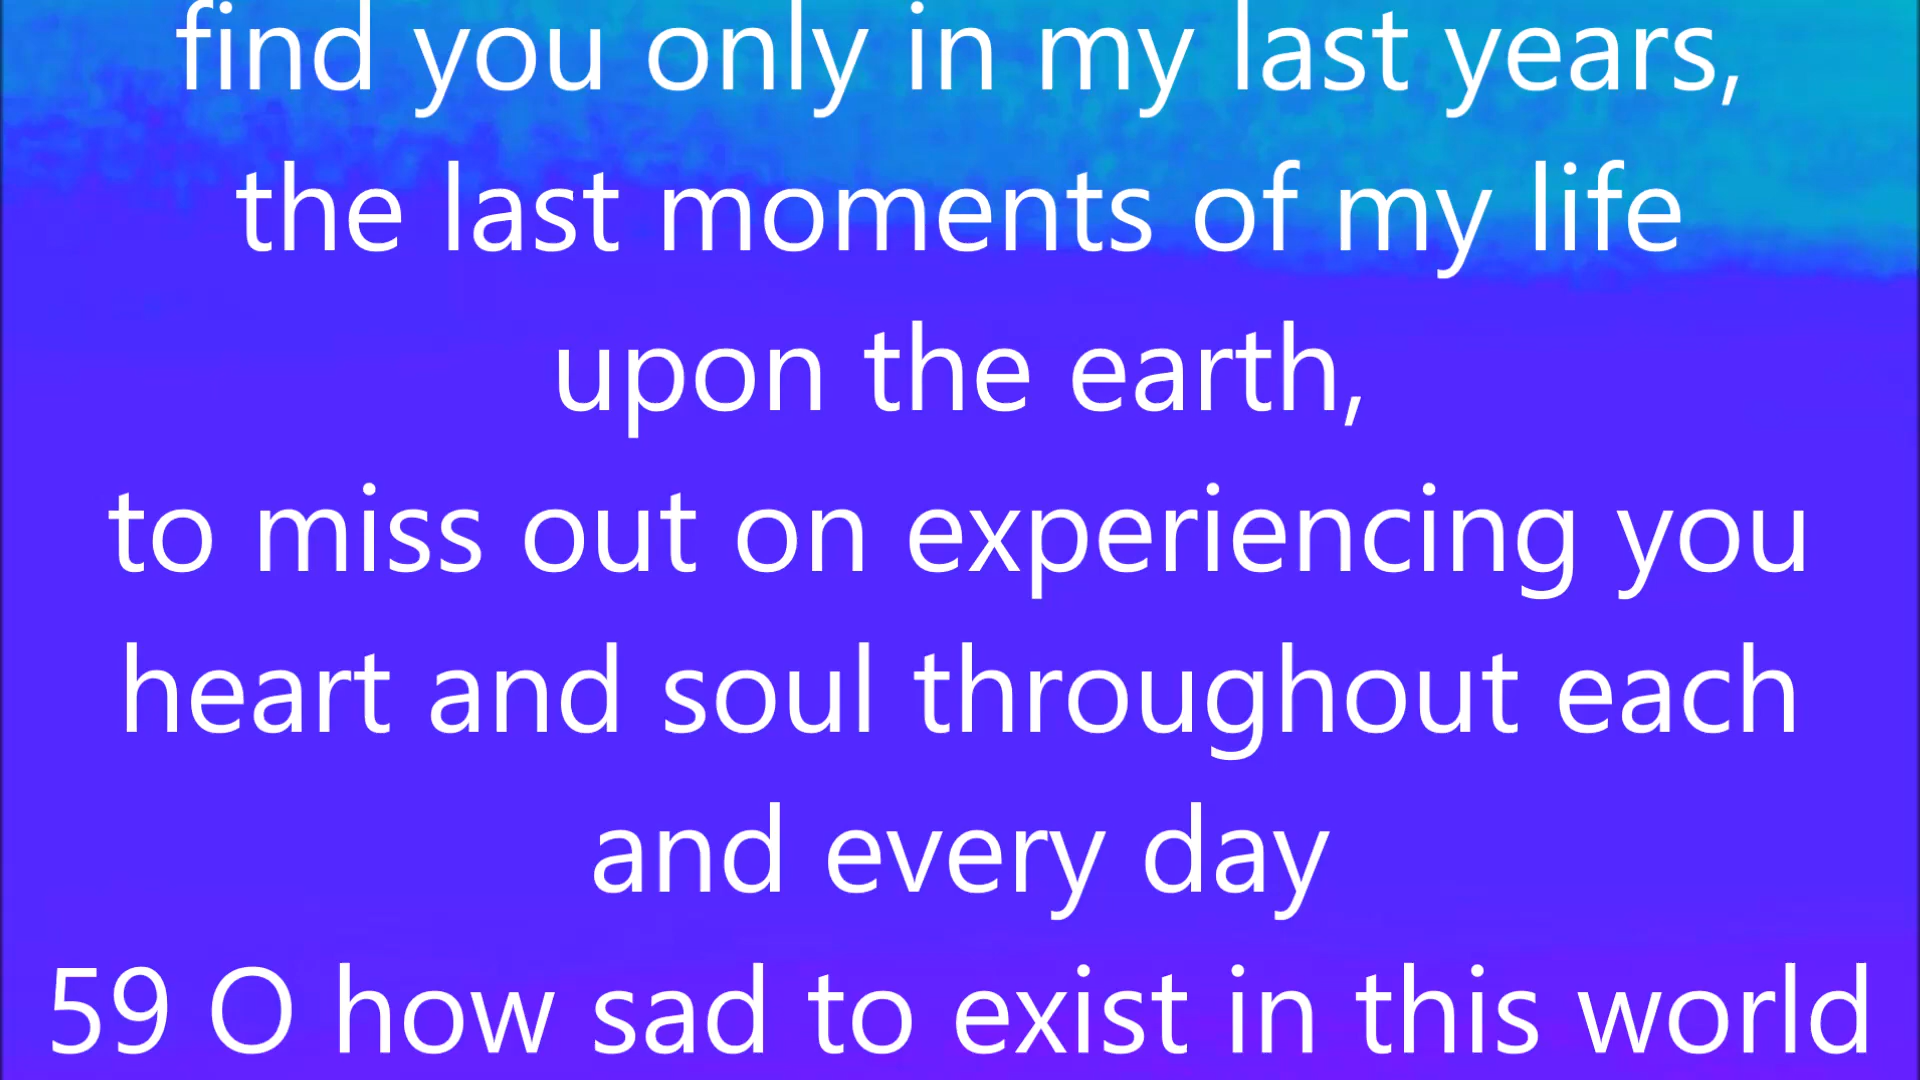 find you only in my last years,
the last moments of my life
upon the earth,
to miss out on experiencing you
heart and soul throughout each
and every day
59 O how sad to exist in this world